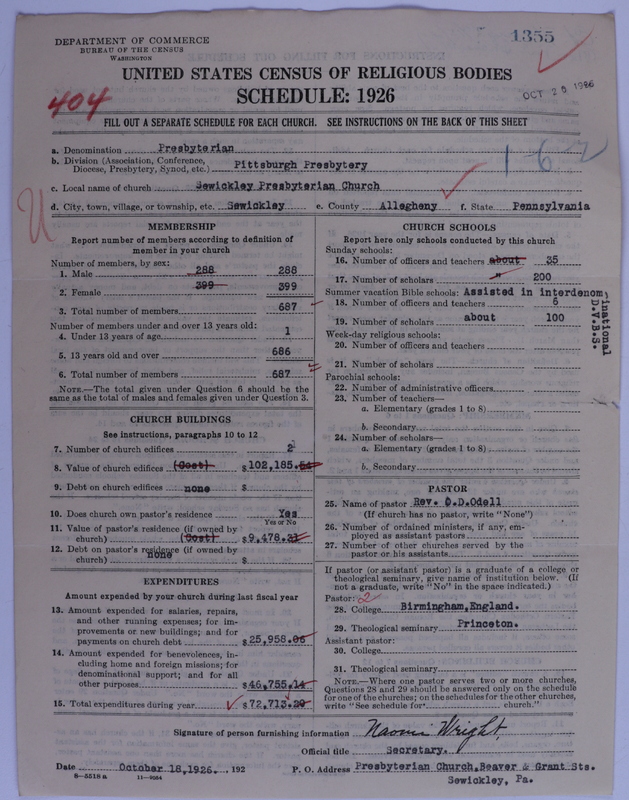 DEPARTMENT OF COMMERCE
BUREAU OF THE CENSUS
WASHINGTON
1355
UNITED STATES CENSUS OF RELIGIOUS BODIES
SCHEDULE: 1926
404
OCT 25 1926
FILL OUT A SEPARATE SCHEDULE FOR EACH CHURCH. SEE INSTRUCTIONS ON THE BACK OF THIS SHEET
a. Denomination Presbyterian
b. Division (Association, Conference, Diocese, Presbytery, Synod, etc.) Pittsburgh Presbytery
162
c. Local name of church Sewickley Presbyterian Church
d. City, town, village, or township, etc. Sewickley e. County Allegheny f. State Pennsylvania
U
MEMBERSHIP
Report number of members according to definition of
member in your church
Number of members, by sex:
1. Male 288 288
2. Female 399 399
3. Total number of members 687
Number of members under and over 13 years old:
4. Under 13 years of age 1
5. 13 years old and over 686
6. Total number of members 687
NOTE.—The total given under Question 6 should be the
same as the total of males and females given under Question 3.
CHURCH BUILDINGS
See instructions, paragraphs 10 to 12
7. Number of church edifices 2
8. Value of church edifices (Cost) $102,185.54
9. Debt on church edifices none $
10. Does church own pastor's residence Yes
Yes or No
11. Value of pastor's residence (if owned by
church) (Cost) $9,478.21
12. Debt on pastor's residence (if owned by
church) none $
EXPENDITURES
Amount expended by your church during last fiscal year
13. Amount expended for salaries, repairs,
and other running expenses; for im-
provements or new buildings; and for
payments on church debt $25,958.06
14. Amount expended for benevolences, in-
cluding home and foreign missions; for
denominational support; and for all
other purposes $46,755.14
15. Total expenditures during year $72,713.20
CHURCH SCHOOLS
Report here only schools conducted by this church
Sunday schools:
16. Number of officers and teachers about 35
17. Number of scholars " 200
Summer vacation Bible schools: Assisted in interdenominational D.V.B.S.
18. Number of officers and teachers 6
19. Number of scholars about 100
Week-day religious schools:
20. Number of officers and teachers
21. Number of scholars
Parochial schools:
22. Number of administrative officers
23. Number of teachers—
a. Elementary (grades 1 to 8)
b. Secondary
24. Number of scholars—
a. Elementary (grades 1 to 8)
b. Secondary
PASTOR
25. Name of pastor Rev. D.D.Odell
(If church has no pastor, write "None")
26. Number of ordained ministers, if any, em-
ployed as assistant pastors
27. Number of other churches served by the
pastor or his assistants
If pastor (or assistant pastor) is a graduate of a college or
theological seminary, give name of institution below. (If
not a graduate, write "No" in the space indicated.)
Pastor: 2
28. College Birmingham,England.
29. Theological seminary Princeton.
Assistant pastor:
30. College
31. Theological seminary
NOTE.—Where one pastor serves two or more churches,
Questions 28 and 29 should be answered only on the schedule
for one of the churches; on the schedules for the other churches,
write "See schedule for church."
Signature of person furnishing information Naomi Wright.
Official title Secretary.
Date October 18,1926. , 192
P. O. Address Presbyterian Church,Beaver & Grant Sts.
8—5518 a 11—9084
Sewickley, Pa.